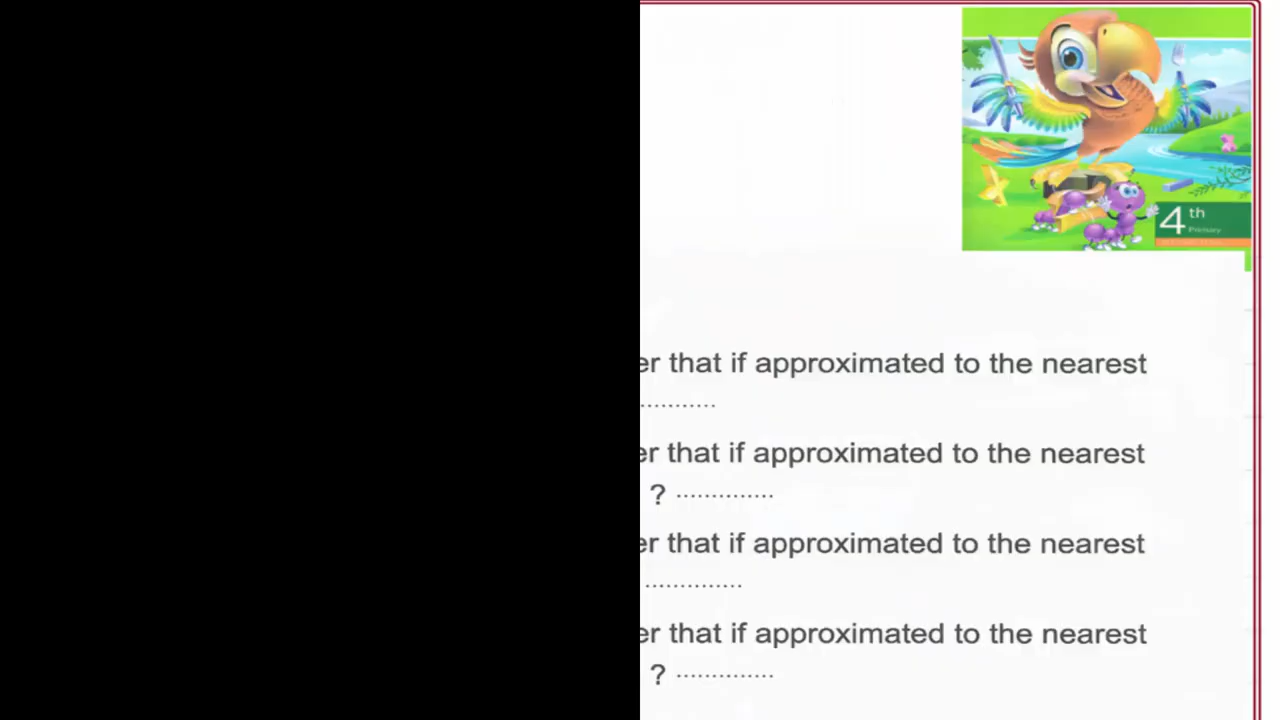 4th
Primary
er that if approximated to the nearest
............
er that if approximated to the nearest
? ..............
er that if approximated to the nearest
..............
er that if approximated to the nearest
? ..............